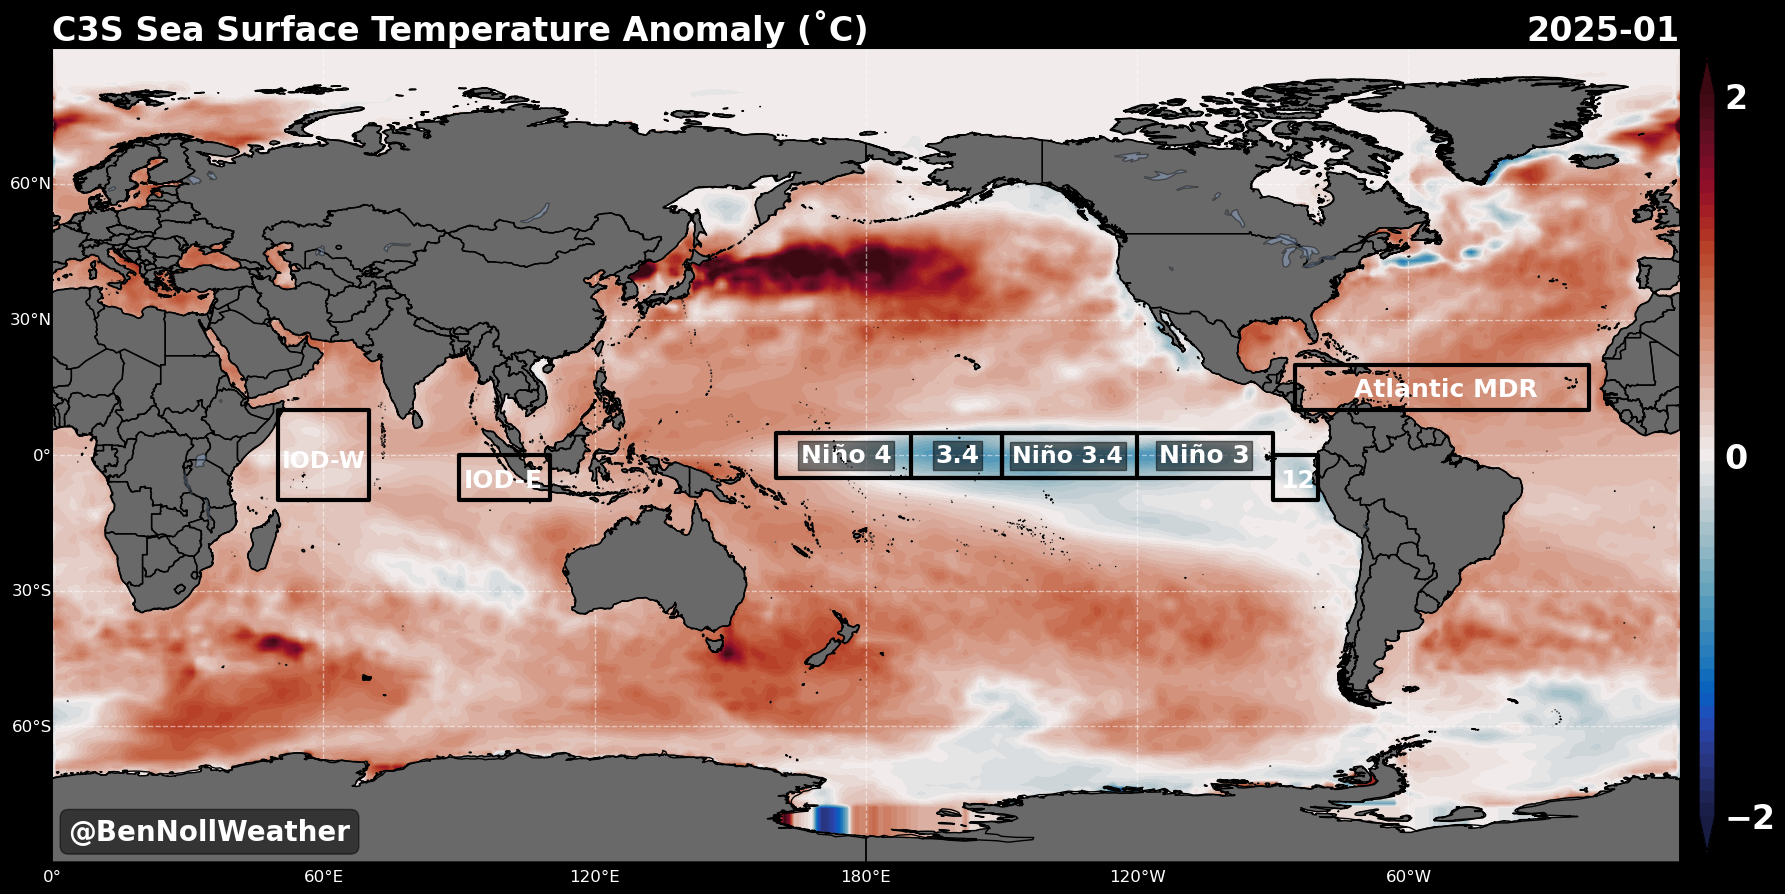 C3S Sea Surface Temperature Anomaly (˚C)
2025-01
2
60°N
30°N
Atlantic MDR
0°
IOD-W
IOD-E
Niño 4
3.4
Niño 3.4
Niño 3
12
0
30°S
60°S
@BenNollWeather
−2
0°
60°E
120°E
180°E
120°W
60°W